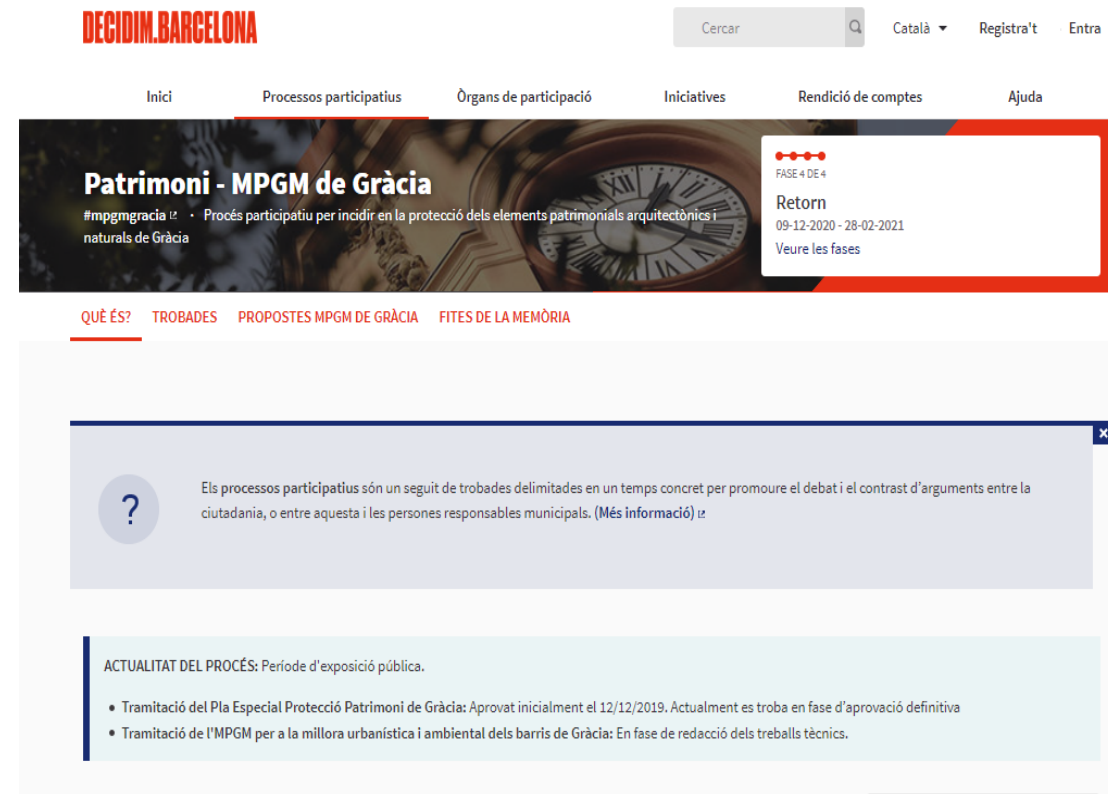 DECIDIM.BARCELONA
Cercar
Català
Registra't
Entra
Inici
Processos participatius
Òrgans de participació
Iniciatives
Rendició de comptes
Ajuda
Patrimoni - MPGM de Gràcia
#mpgmgracia · Procés participatiu per incidir en la protecció dels elements patrimonials arquitectònics i
naturals de Gràcia
FASE 4 DE 4
Retorn
09-12-2020 - 28-02-2021
Veure les fases
QUÈ ÉS?
TROBADES
PROPOSTES MPGM DE GRÀCIA
FITES DE LA MEMÒRIA
x
?
Els processos participatius són un seguit de trobades delimitades en un temps concret per promoure el debat i el contrast d'arguments entre la
ciutadania, o entre aquesta i les persones responsables municipals. (Més informació)
ACTUALITAT DEL PROCÉS: Període d'exposició pública.
• Tramitació del Pla Especial Protecció Patrimoni de Gràcia: Aprovat inicialment el 12/12/2019. Actualment es troba en fase d'aprovació definitiva
• Tramitació de l'MPGM per a la millora urbanística i ambiental dels barris de Gràcia: En fase de redacció dels treballs tècnics.